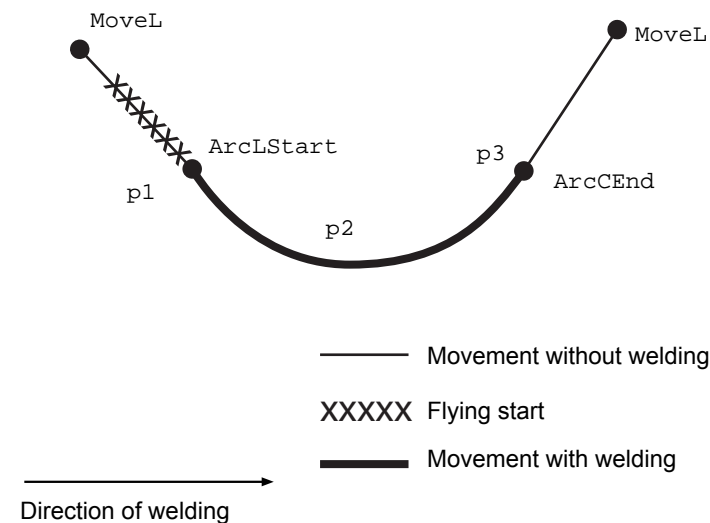 MoveL
MoveL
ArcLStart
p1
p2
p3
ArcCEnd
Movement without welding
XXXXX Flying start
Movement with welding
Direction of welding